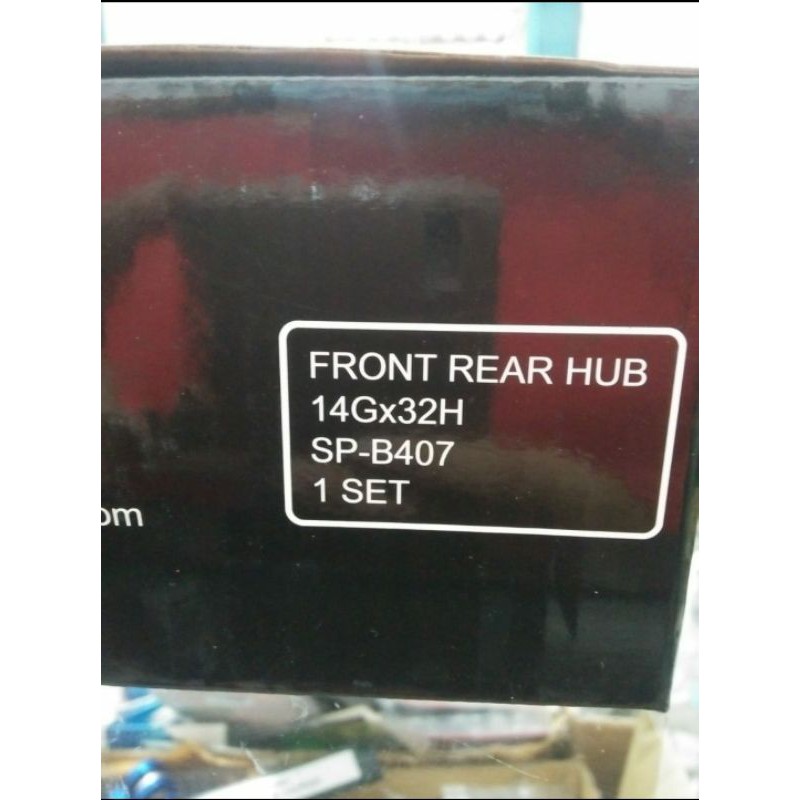 FRONT REAR HUB
14Gx32H
SP-B407
1 SET
om